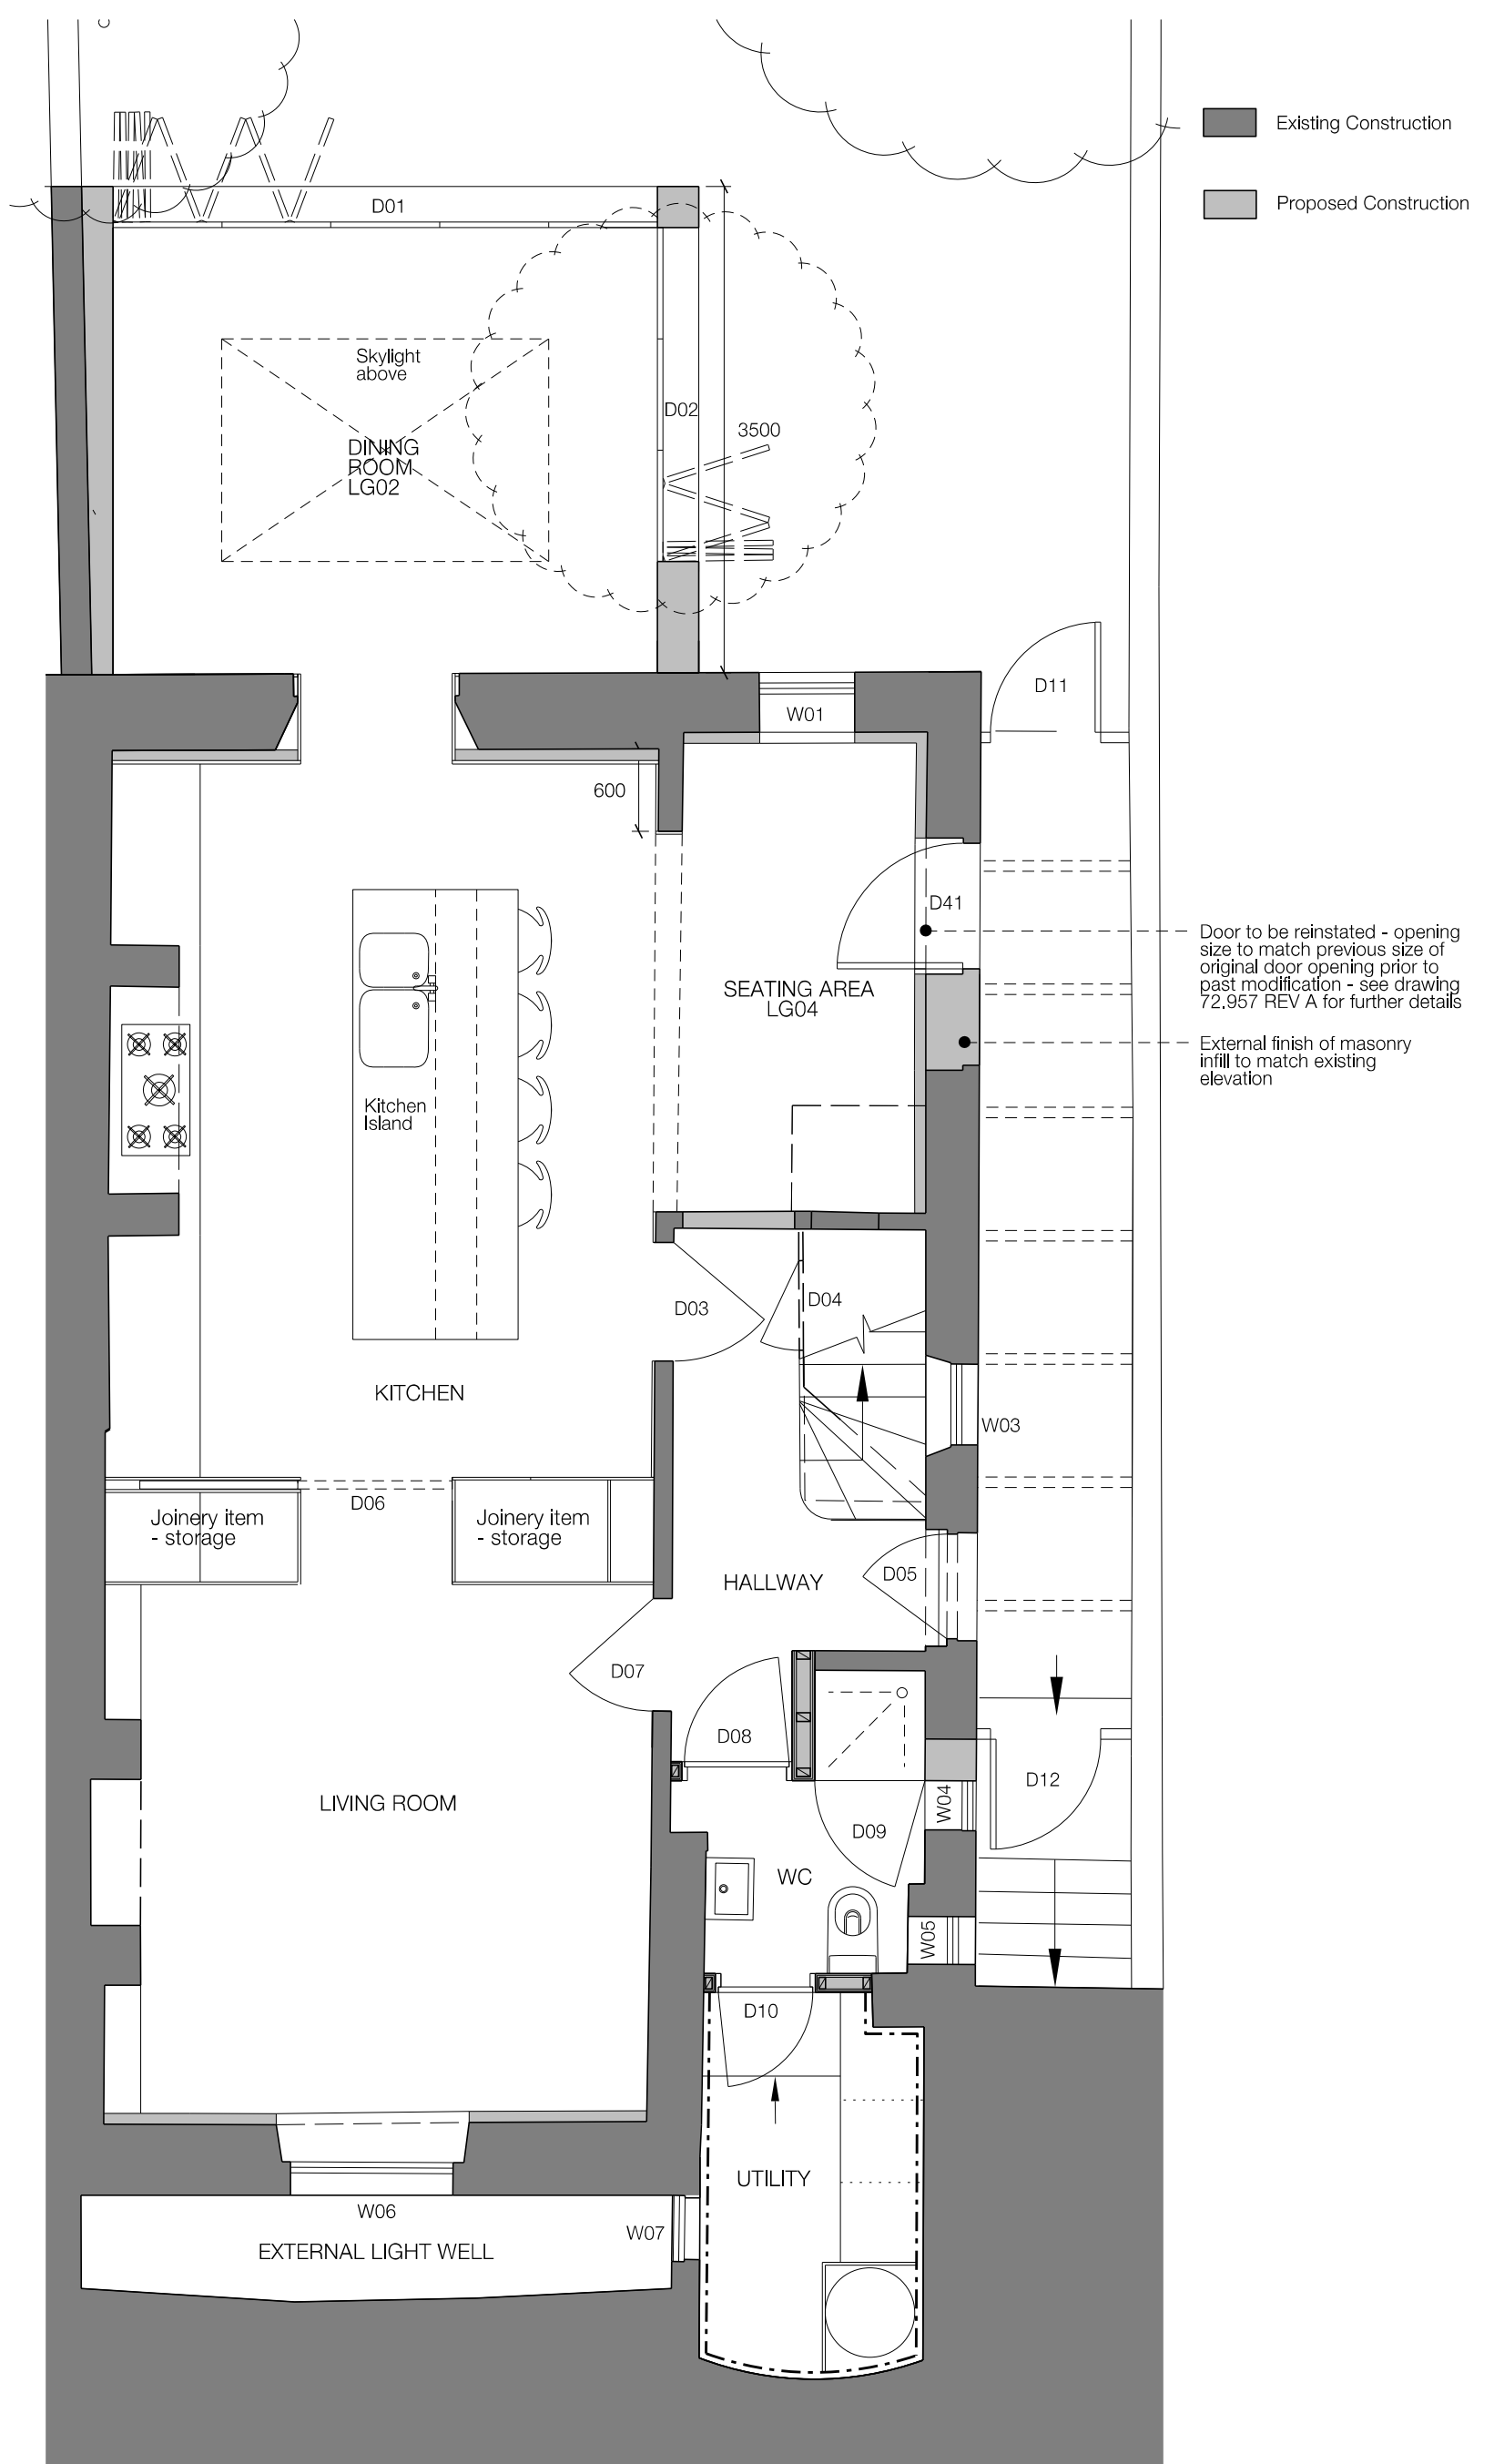 Existing Construction
Proposed Construction
D01
Skylight
above
D02
3500
DINING
ROOM
LG02
D11
W01
600
D41
Door to be reinstated - opening
size to match previous size of
original door opening prior to
past modification - see drawing
72.957 REV A for further details
SEATING AREA
LG04
External finish of masonry
infill to match existing
elevation
Kitchen
Island
D03
D04
KITCHEN
W03
D06
Joinery item
- storage
Joinery item
- storage
HALLWAY
D05
D07
D08
D12
W04
LIVING ROOM
D09
WC
W05
D10
UTILITY
W06
W07
EXTERNAL LIGHT WELL